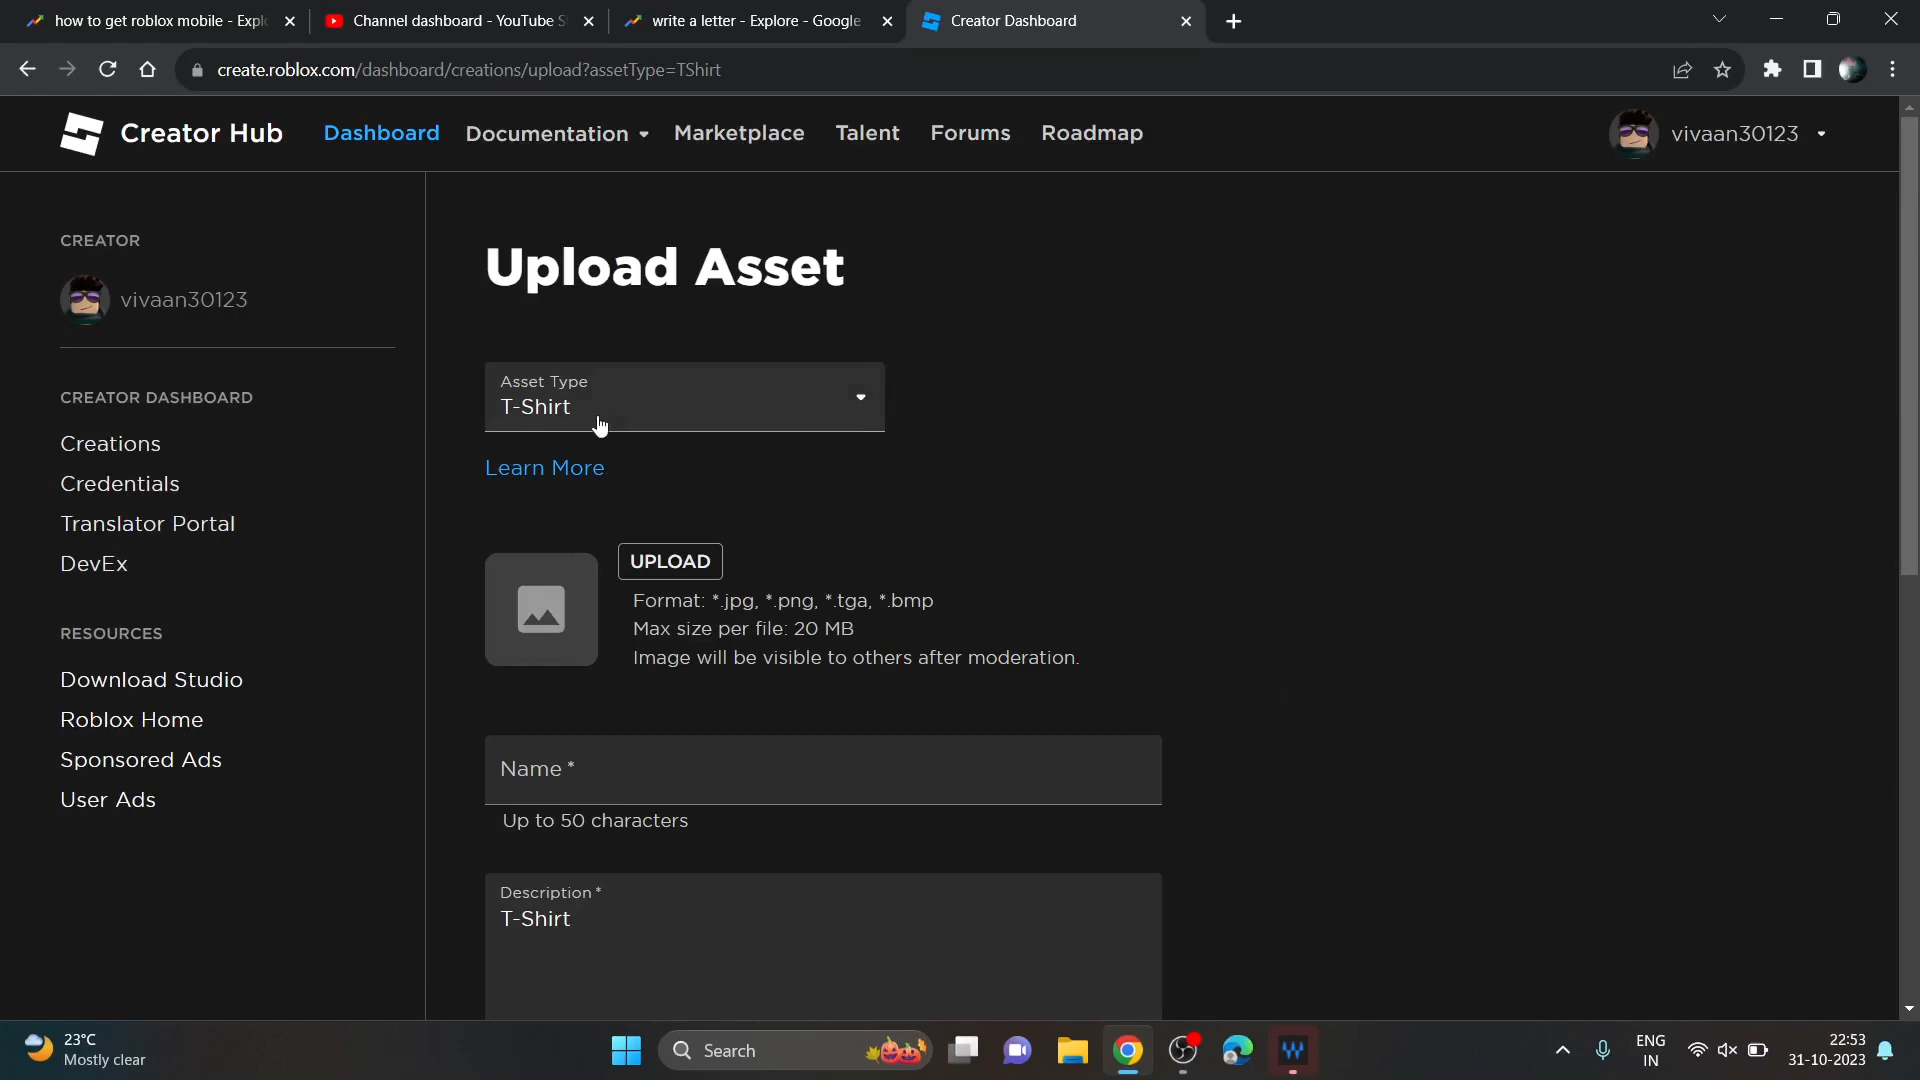 how to get roblox mobile - Expl
Channel dashboard - YouTube S
write a letter - Explore - Google
Creator Dashboard
create.roblox.com/dashboard/creations/upload?assetType=TShirt
Creator Hub
Dashboard
Documentation
Marketplace
Talent
Forums
Roadmap
vivaan30123
CREATOR
vivaan30123
CREATOR DASHBOARD
Creations
Credentials
Translator Portal
DevEx
RESOURCES
Download Studio
Roblox Home
Sponsored Ads
User Ads
Upload Asset
Asset Type
T-Shirt
Learn More
UPLOAD
Format: *.jpg, *.png, *.tga, *.bmp
Max size per file: 20 MB
Image will be visible to others after moderation.
Name *
Up to 50 characters
Description *
T-Shirt
23°C
Mostly clear
Search
ENG
IN
22:53
31-10-2023